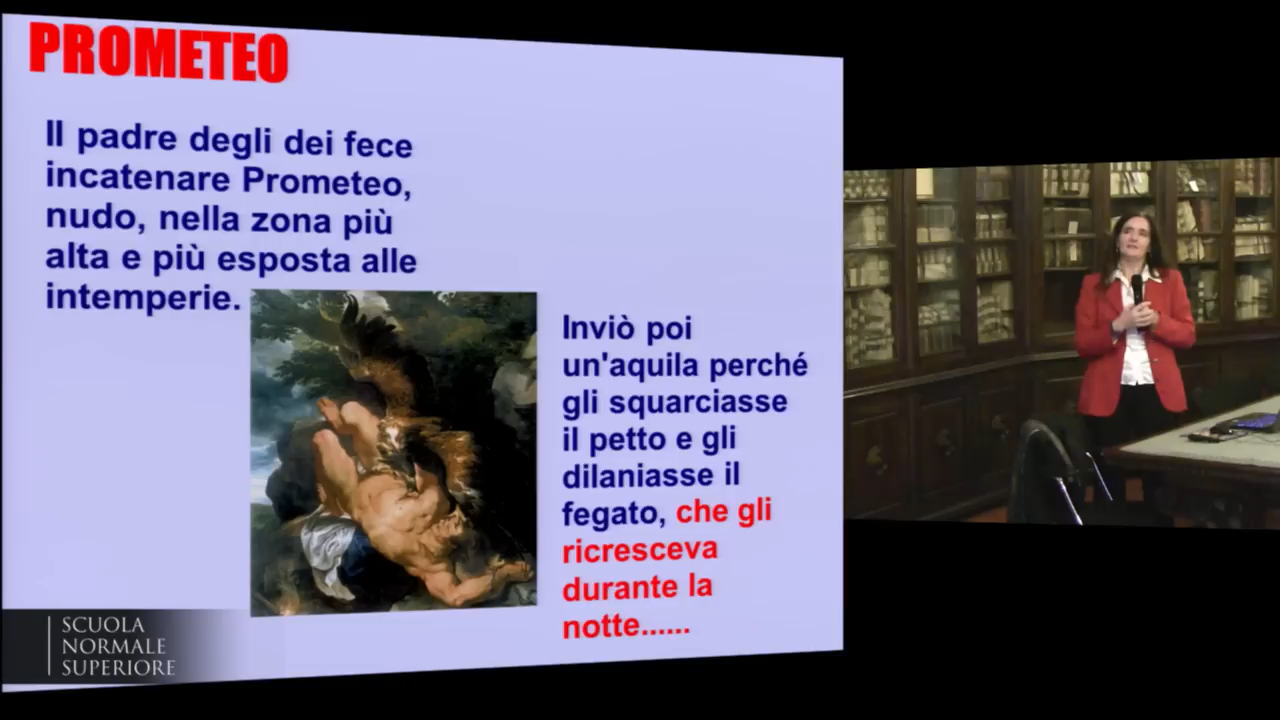 PROMETEO
Il padre degli dei fece
incatenare Prometeo,
nudo, nella zona più
alta e più esposta alle
intemperie.
Inviò poi
un'aquila perché
gli squarciasse
il petto e gli
dilaniasse il
fegato, che gli
ricresceva
durante la
notte......
SCUOLA
NORMALE
SUPERIORE